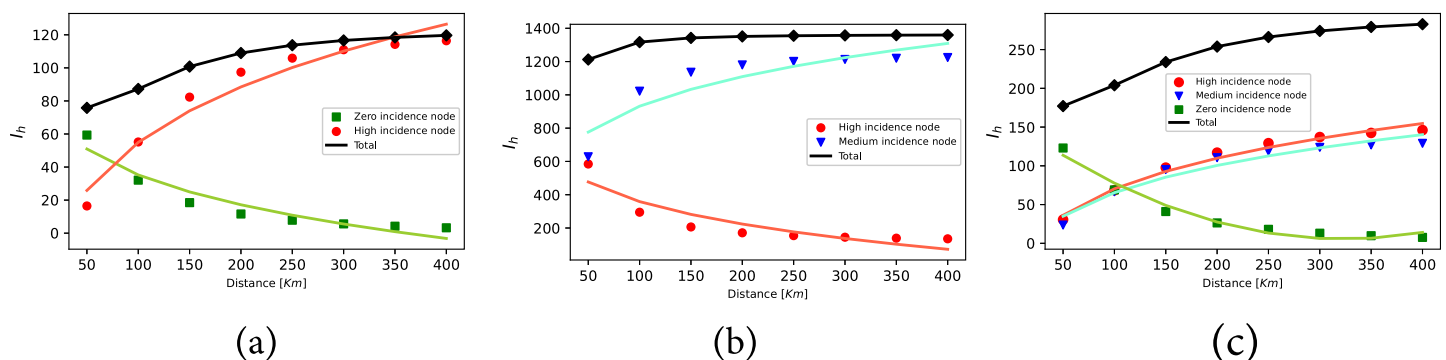 120
100
80
60
40
20
0
I_h
Zero incidence node
High incidence node
Total
50 100 150 200 250 300 350 400
Distance [Km]
(a)
1400
1200
1000
800
600
400
200
I_h
High incidence node
Medium incidence node
Total
50 100 150 200 250 300 350 400
Distance [Km]
(b)
250
200
150
100
50
0
I_h
High incidence node
Medium incidence node
Zero incidence node
Total
50 100 150 200 250 300 350 400
Distance [Km]
(c)